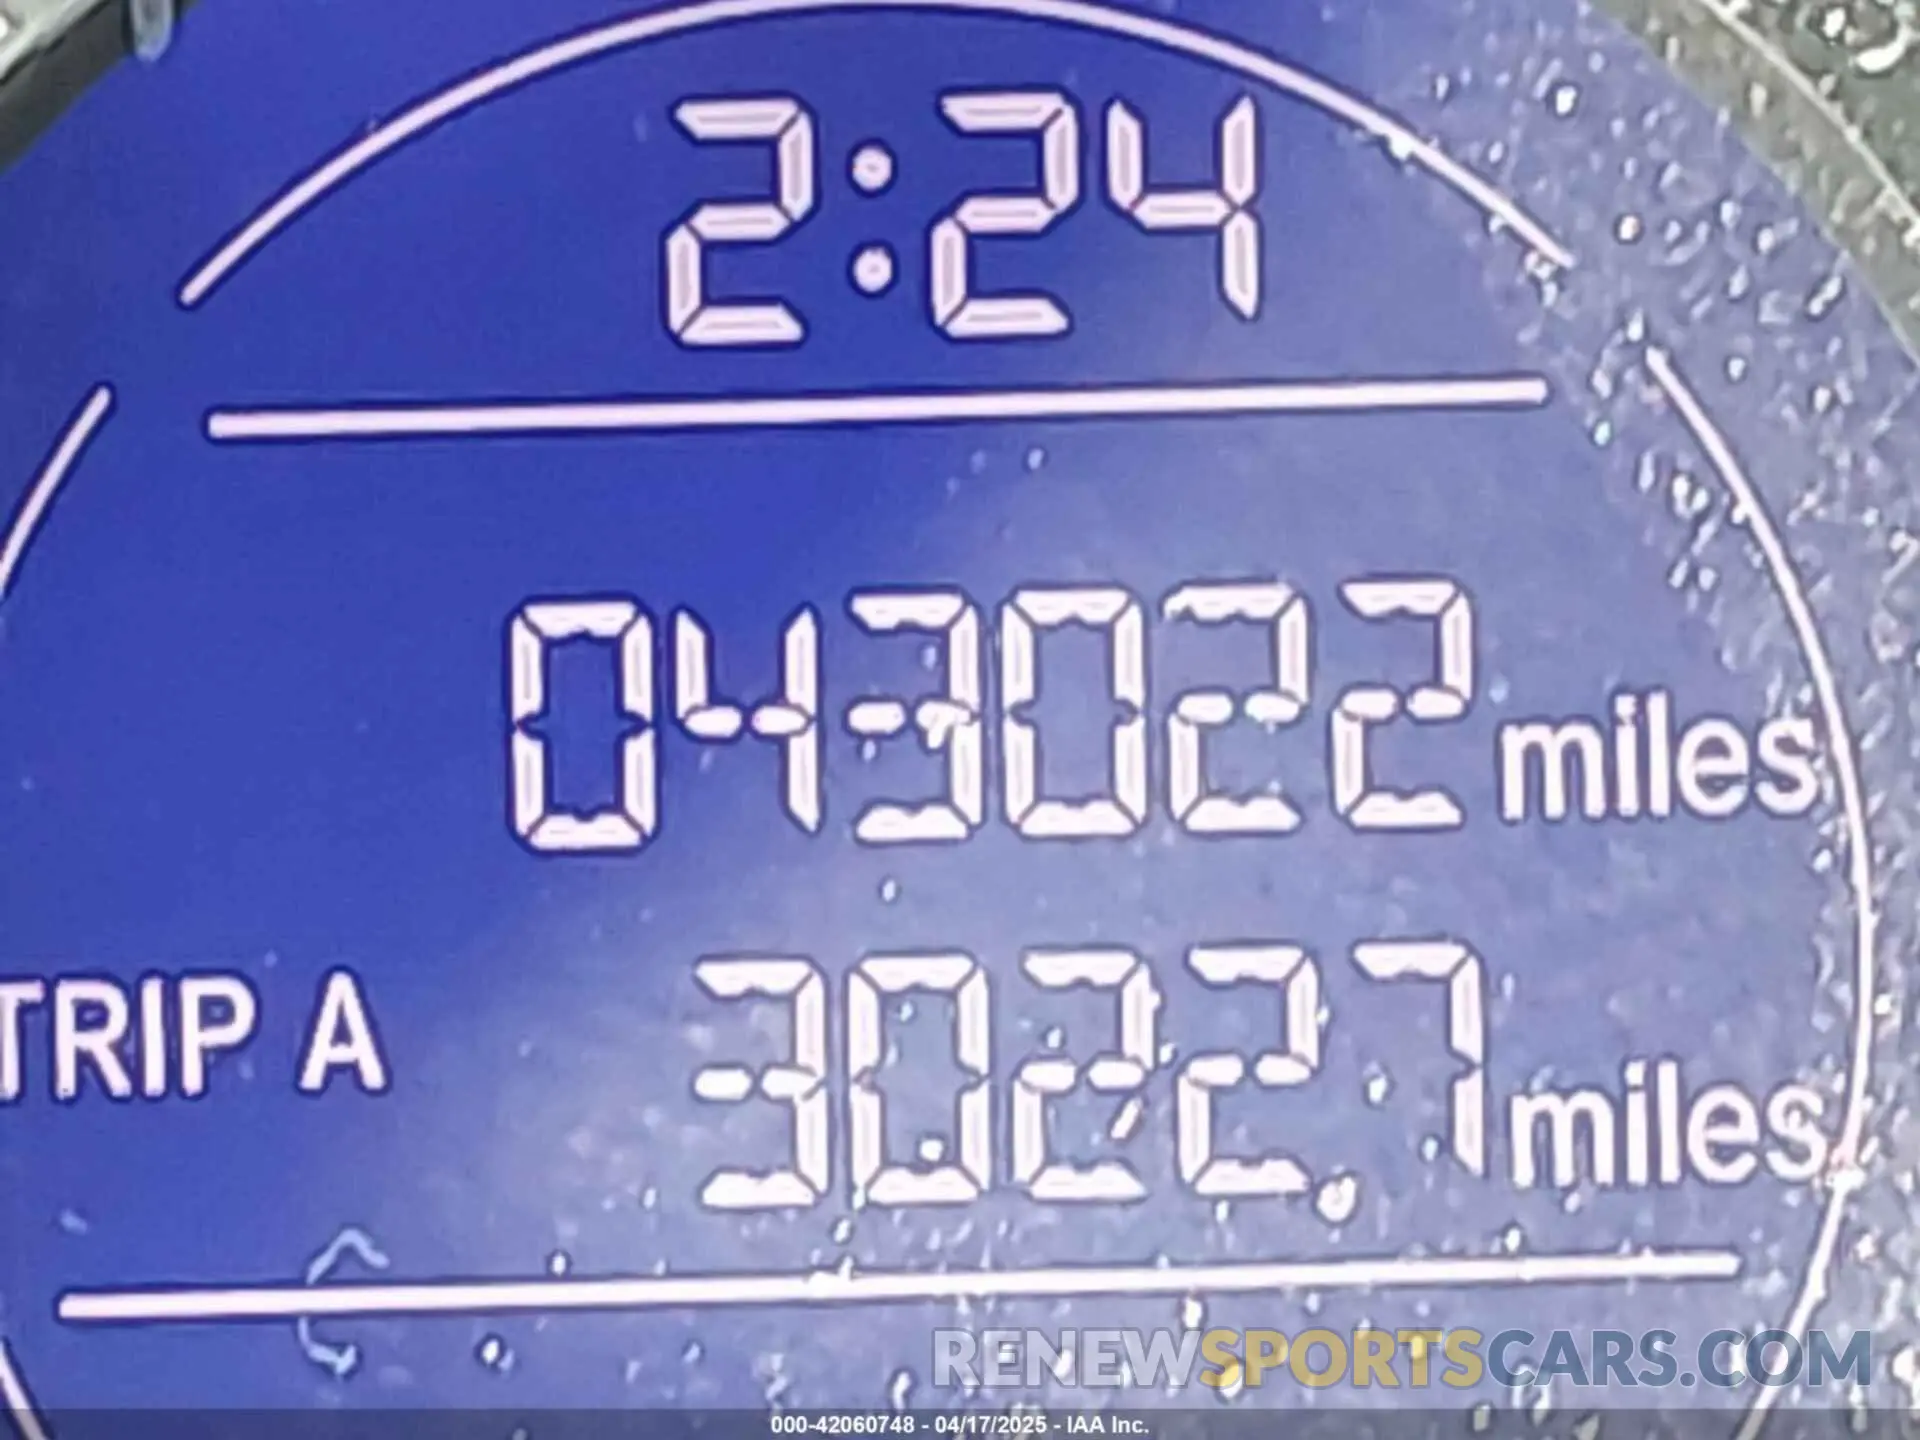 2:24
043022 miles
TRIP A 3022.7 miles
RENEWSPORTSCARS.COM
000-42060748 - 04/17/2025 - IAA Inc.